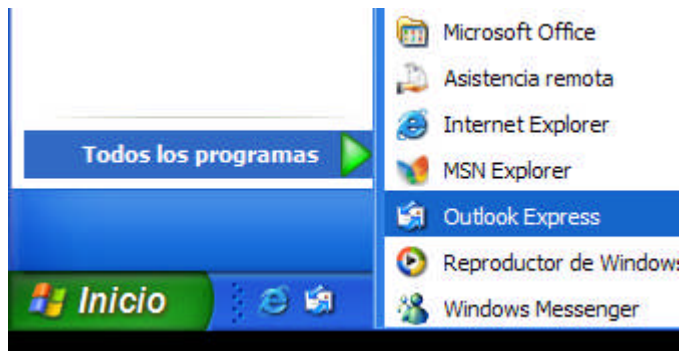 Microsoft Office
Asistencia remota
Internet Explorer
Todos los programas
MSN Explorer
Outlook Express
Reproductor de Windows
Inicio
Windows Messenger